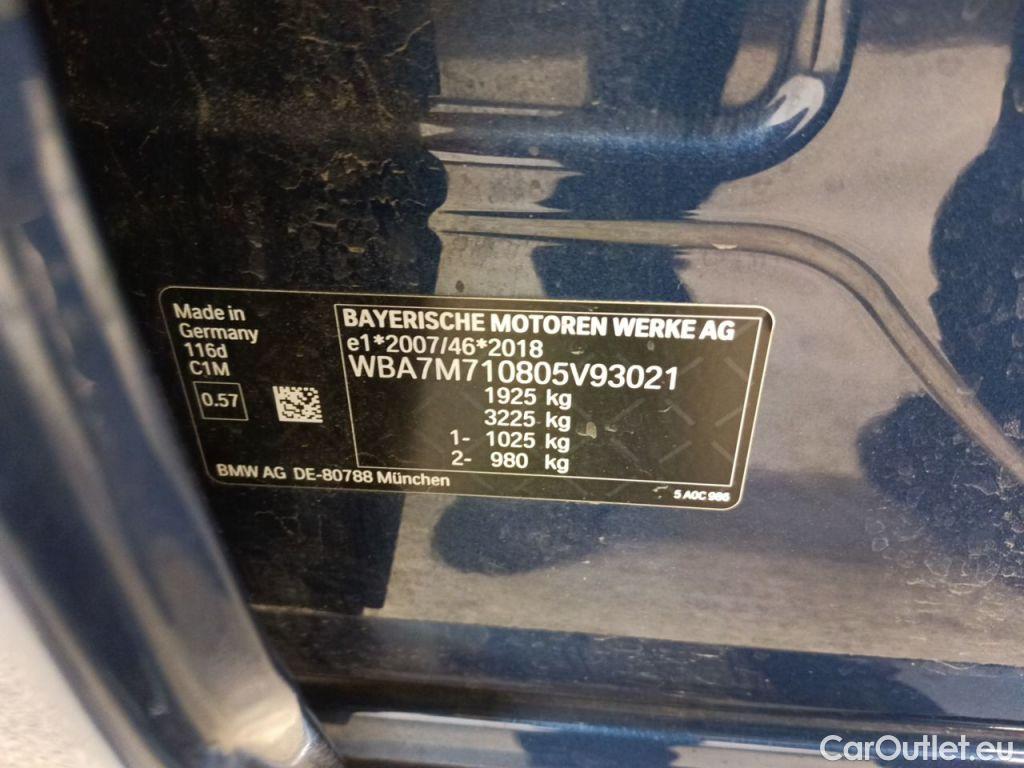 Made in
Germany
116d
C1M
0.57
BAYERISCHE MOTOREN WERKE AG
e1*2007/46*2018
WBA7M710805V93021
1925 kg
3225 kg
1- 1025 kg
2- 980 kg
BMW AG DE-80788 München
5 A0C 986
CarOutlet.eu